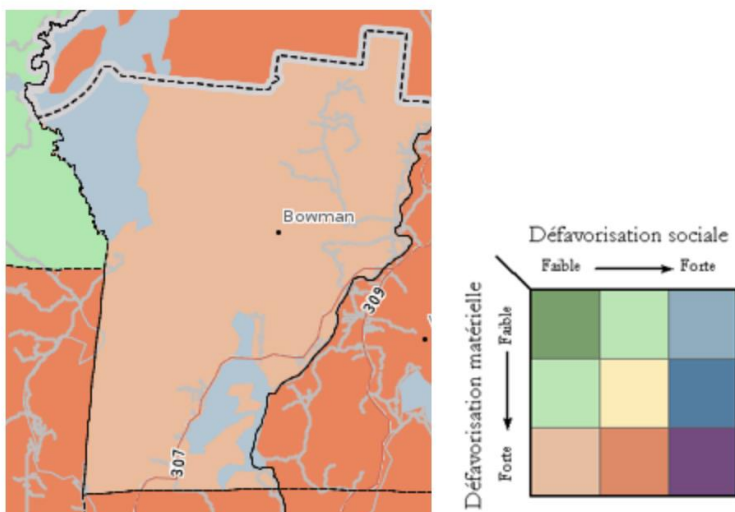 Bowman
309
307
Défavorisation sociale
Faible Forte
Défavorisation matérielle
Faible
Forte